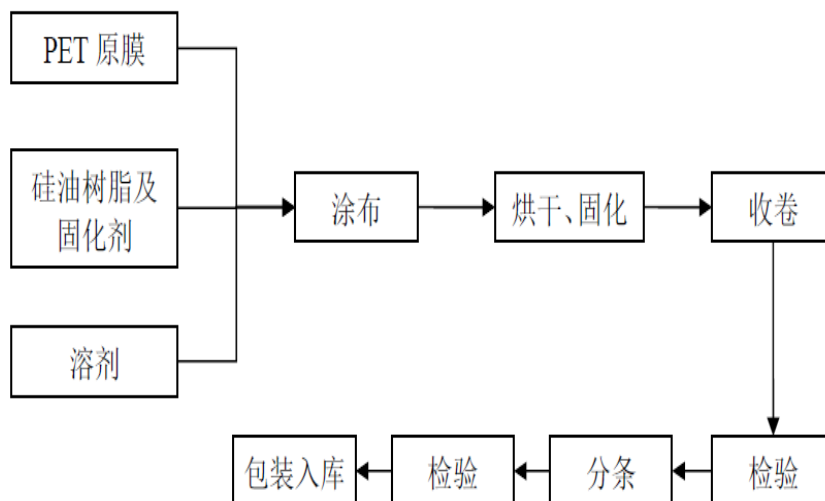 PET 原膜
硅油树脂及
固化剂
溶剂
涂布
烘干、固化
收卷
检验
分条
检验
包装入库